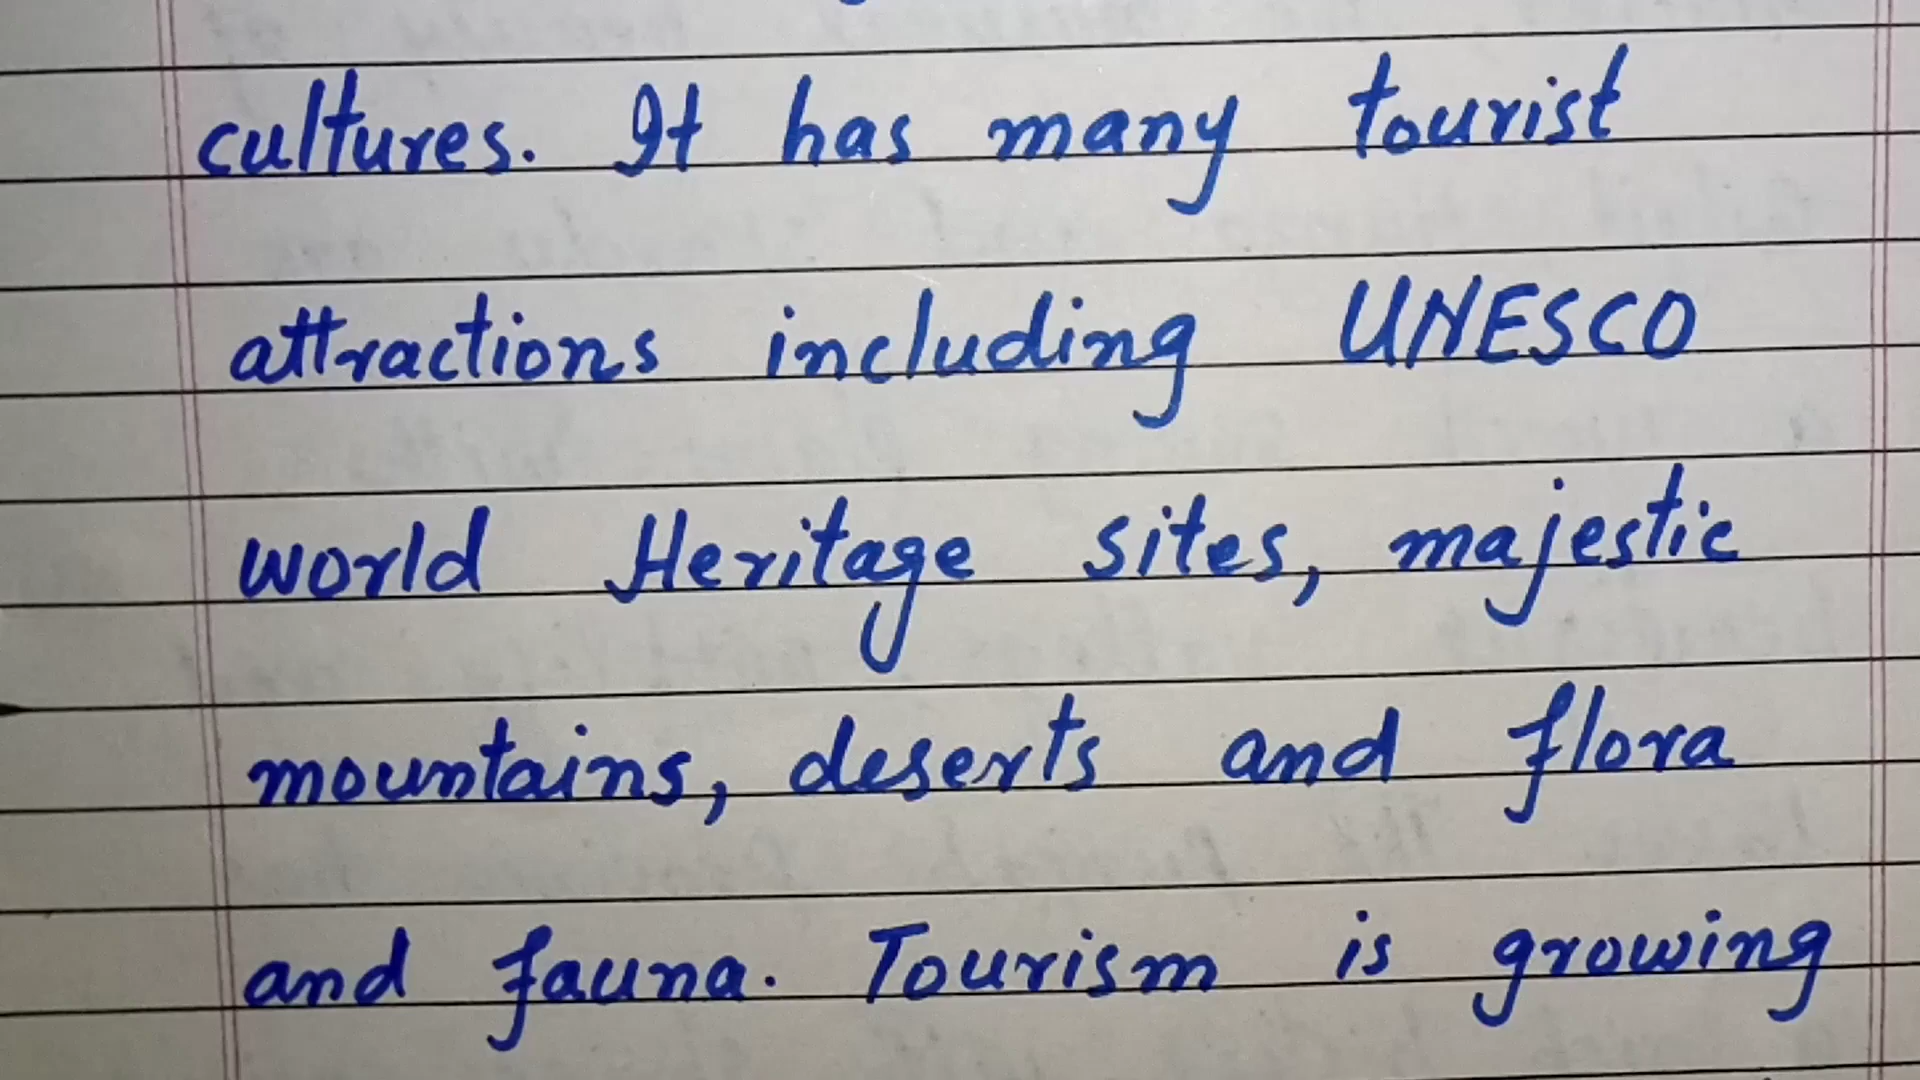 cultures. It has many tourist
attractions including UNESCO
world Heritage sites, majestic
mountains, deserts and flora
and fauna. Tourism is growing